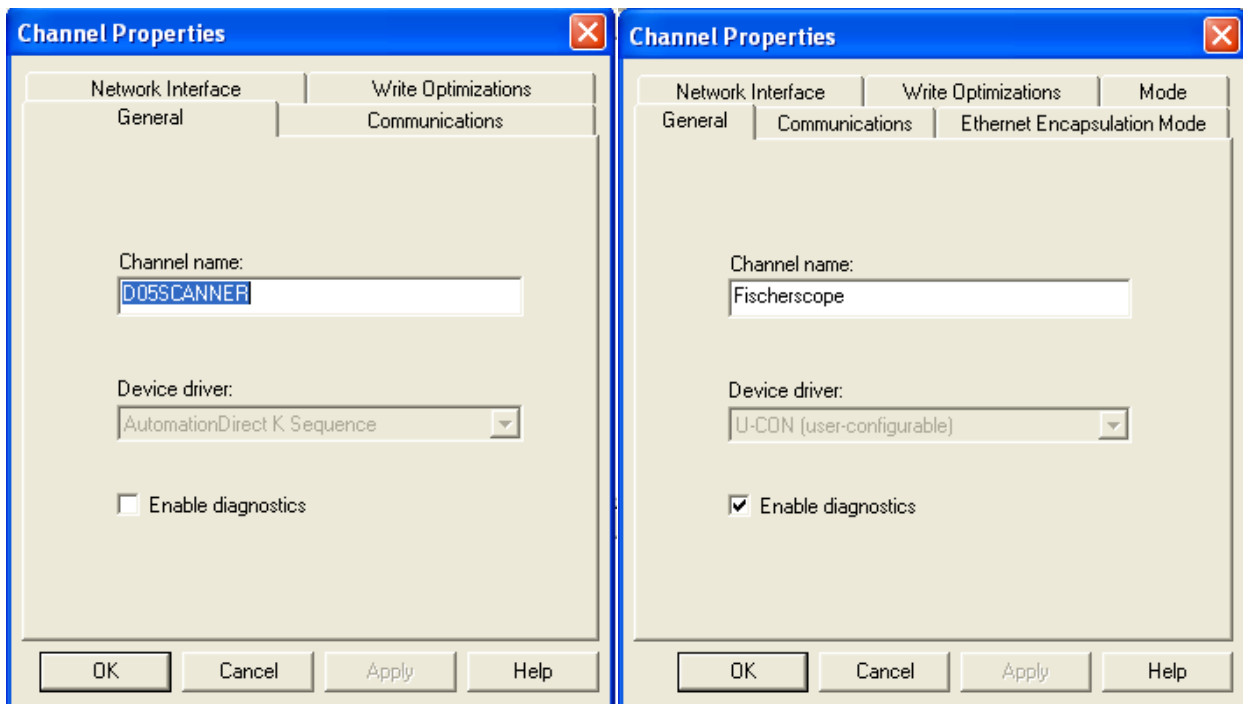 Channel Properties
Network Interface Write Optimizations
General Communications
Channel name:
D05SCANNER
Device driver:
AutomationDirect K Sequence
Enable diagnostics
OK Cancel Apply Help
Channel Properties
Network Interface Write Optimizations Mode
General Communications Ethernet Encapsulation Mode
Channel name:
Fischerscope
Device driver:
U-CON (user-configurable)
Enable diagnostics
OK Cancel Apply Help